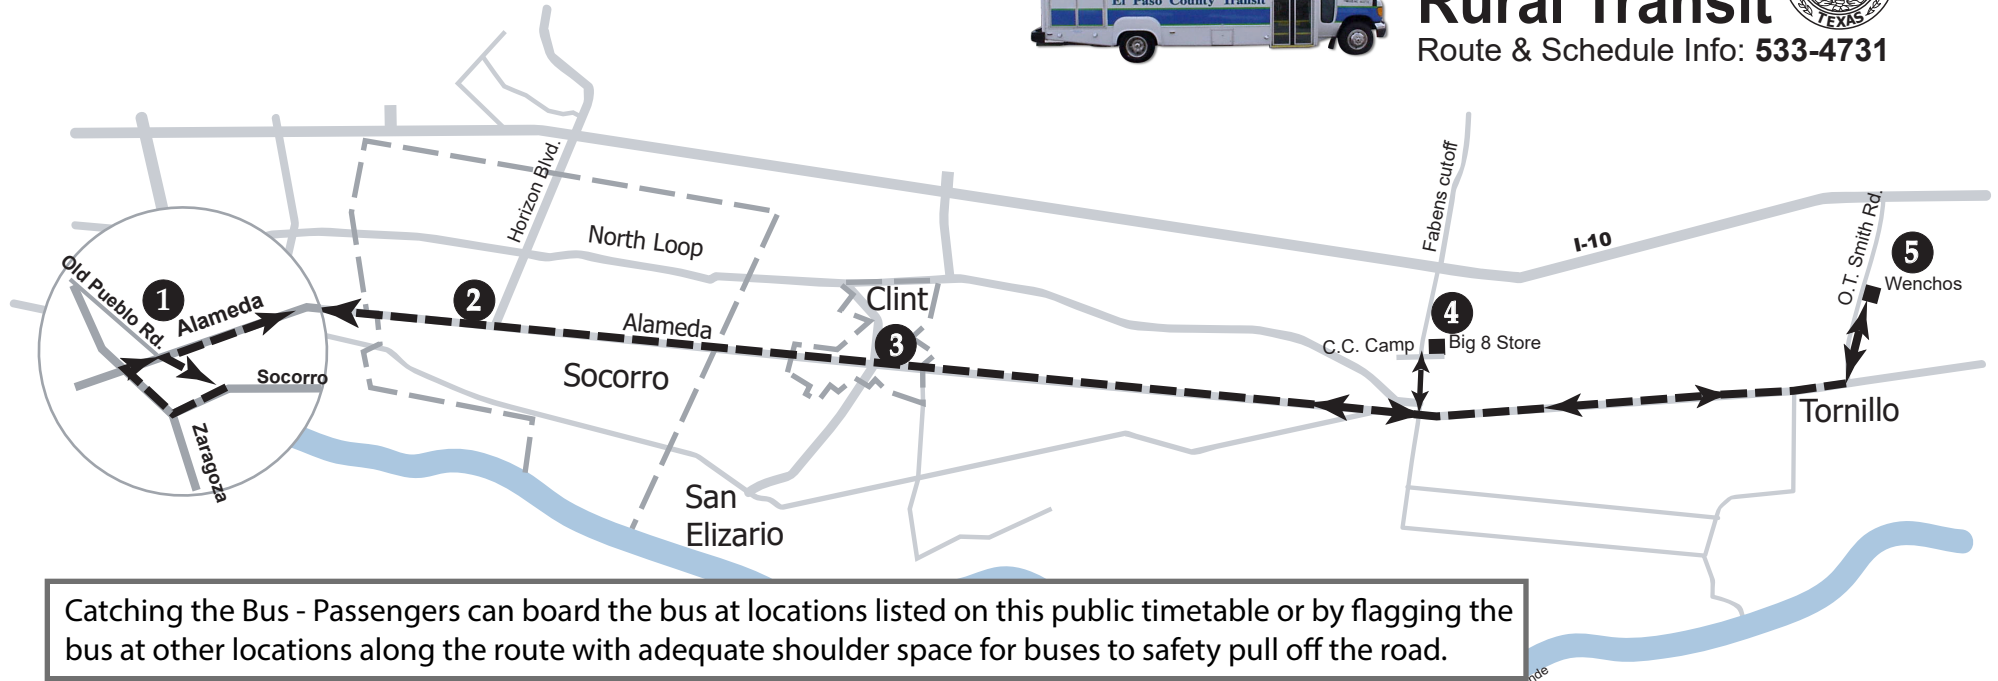 El Paso County Transit
Rural Transit
TEXAS
Route & Schedule Info: 533-4731
Horizon Blvd.
Fabens cutoff
North Loop
I-10
O.T. Smith Rd.
5
Wenchos
Old Pueblo Rd.
1
Alameda
2
Clint
4
Alameda
3
C.C. Camp
Big 8 Store
Socorro
Socorro
Tornillo
Zaragoza
San
Elizario
Catching the Bus - Passengers can board the bus at locations listed on this public timetable or by flagging the
bus at other locations along the route with adequate shoulder space for buses to safety pull off the road.